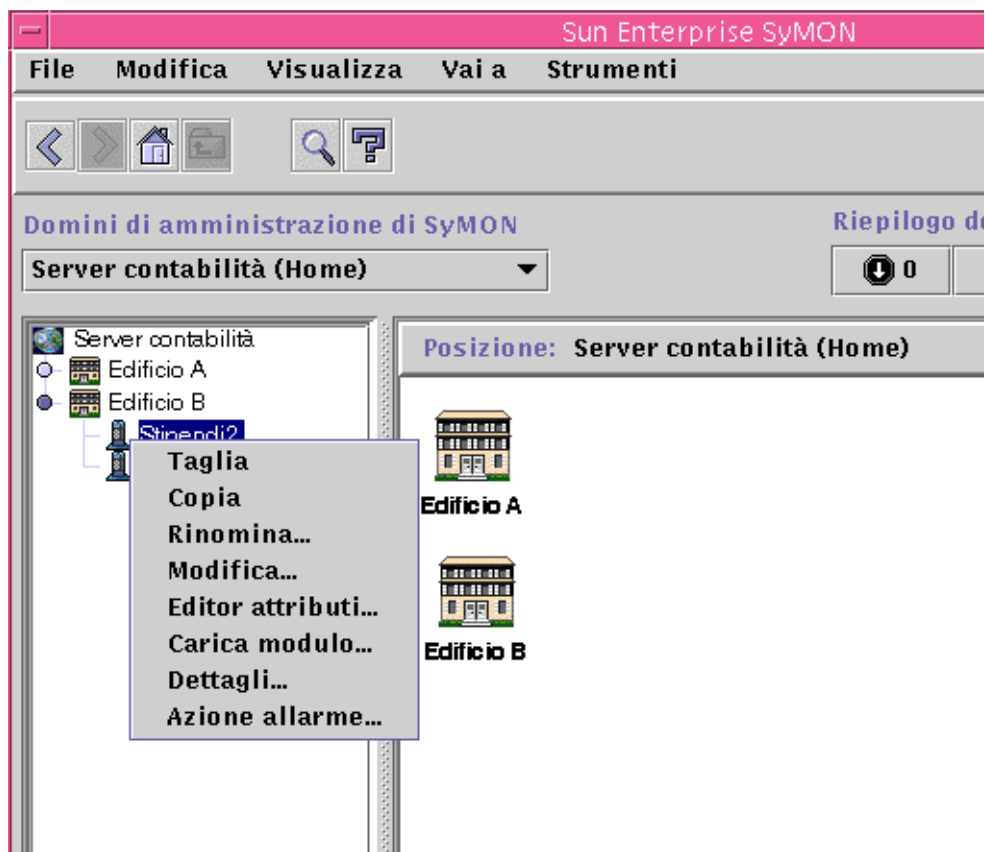 Sun Enterprise SyMON
File Modifica Visualizza Vai a Strumenti
Domini di amministrazione di SyMON
Riepilogo
Server contabilità (Home)
0
Server contabilità
Edificio A
Edificio B
Stipendi2
Taglia
Copia
Rinomina...
Modifica...
Editor attributi...
Carica modulo...
Dettagli...
Azione allarme...
Posizione: Server contabilità (Home)
Edificio A
Edificio B